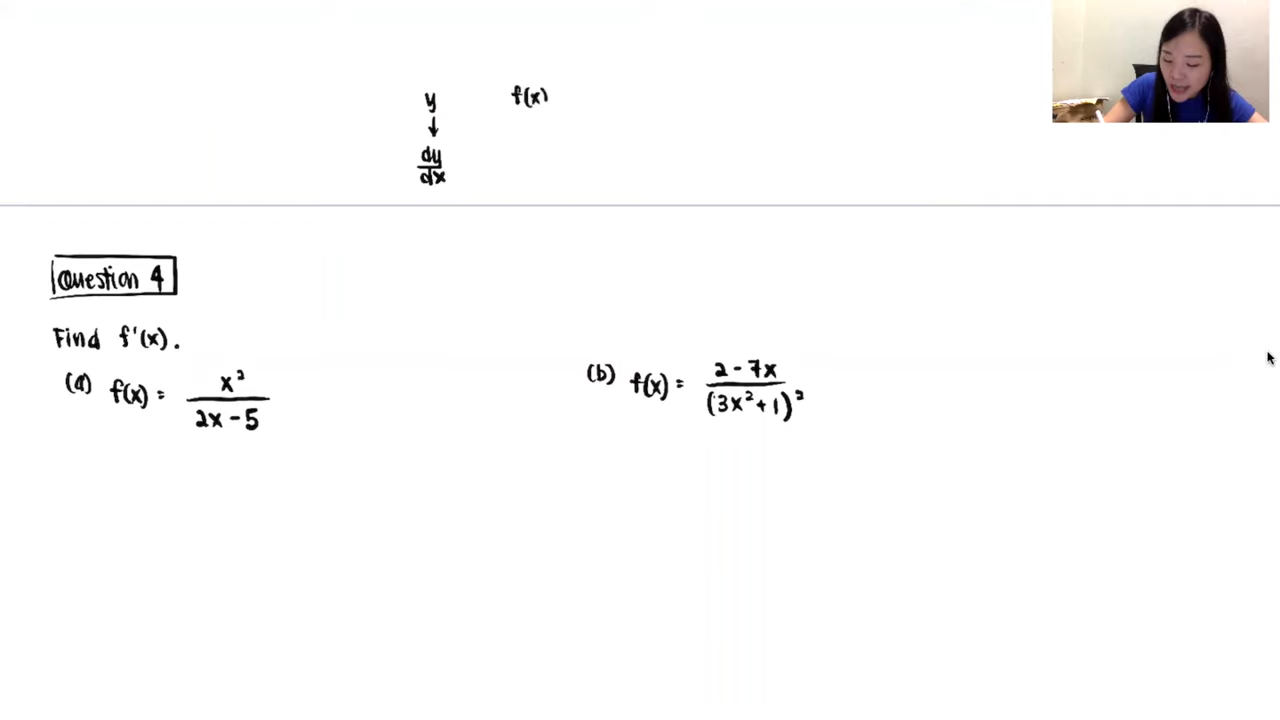 y f(x)
↓
dy
dx
Question 4
Find f'(x).
(a) f(x) = x² / 2x - 5
(b) f(x) = 2 - 7x / (3x² + 1)²